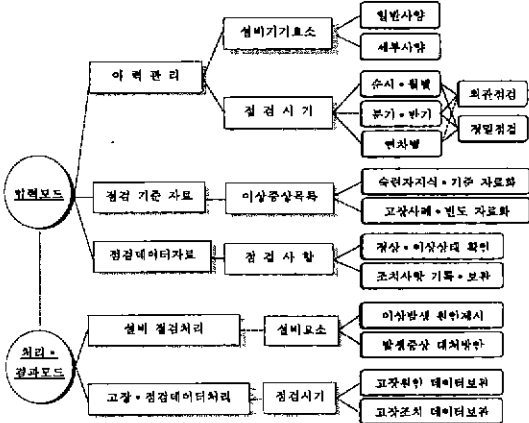 설비기기요소
일반사양
세부사양
이력관리
점검시기
순시·월별
분기·반기
연차별
외관점검
정밀점검
입력모드
점검 기준 자료
이상증상목록
숙련자지식·기준 자료화
고장사례·빈도 자료화
점검데이터자료
점검사항
정상·이상상태 확인
조치사항 기록·보관
처리·
결과모드
설비 점검처리
설비요소
이상발생 원인제시
발생증상 대처방안
고장·점검데이터처리
점검시기
고장원인 데이터보관
고장조치 데이터보관